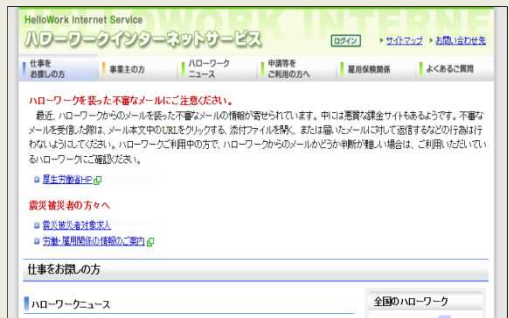 HelloWork Internet Service
ハローワークインターネットサービス
ログイン
サイトマップ
お問い合わせ先
仕事を
お探しの方
事業主の方
ハローワーク
ニュース
申請等を
ご利用の方へ
雇用保険関係
よくあるご質問
ハローワークを装った不審なメールにご注意ください。
最近、ハローワークからのメールを装った不審なメールの情報が寄せられています。中には悪質な課金サイトもあるようです。不審な
メールを受信した際は、メール本文中のURLをクリックする、添付ファイルを開く、または届いたメールに対して返信するなどの行為は行
わないようにしてください。ハローワークご利用中の方で、ハローワークからのメールかどうか判断が難しい場合は、ご利用いただいてい
るハローワークにご確認ください。
厚生労働省HP
震災被災者の方々へ
震災被災者対象求人
労働・雇用関係の情報のご案内
仕事をお探しの方
ハローワークニュース
全国のハローワーク